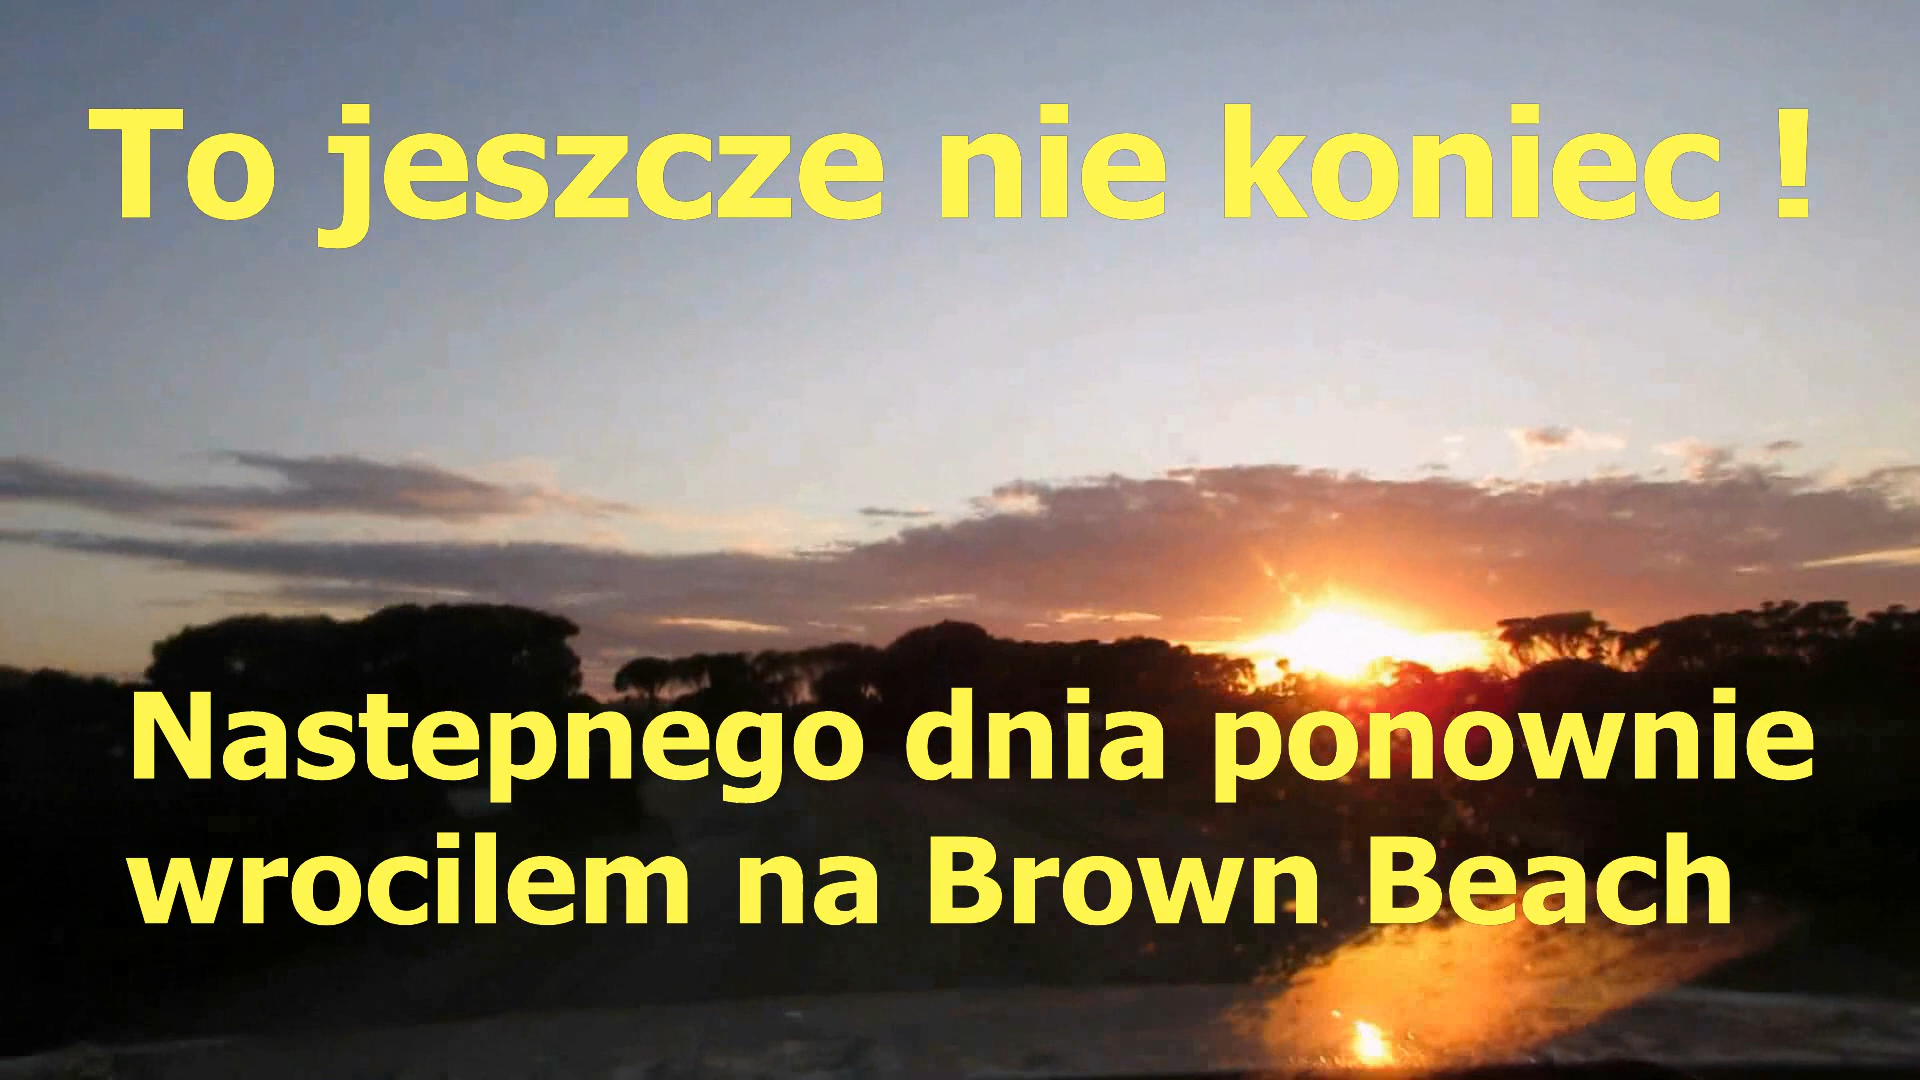 To jeszcze nie koniec !
Nastepnego dnia ponownie
wrocilem na Brown Beach